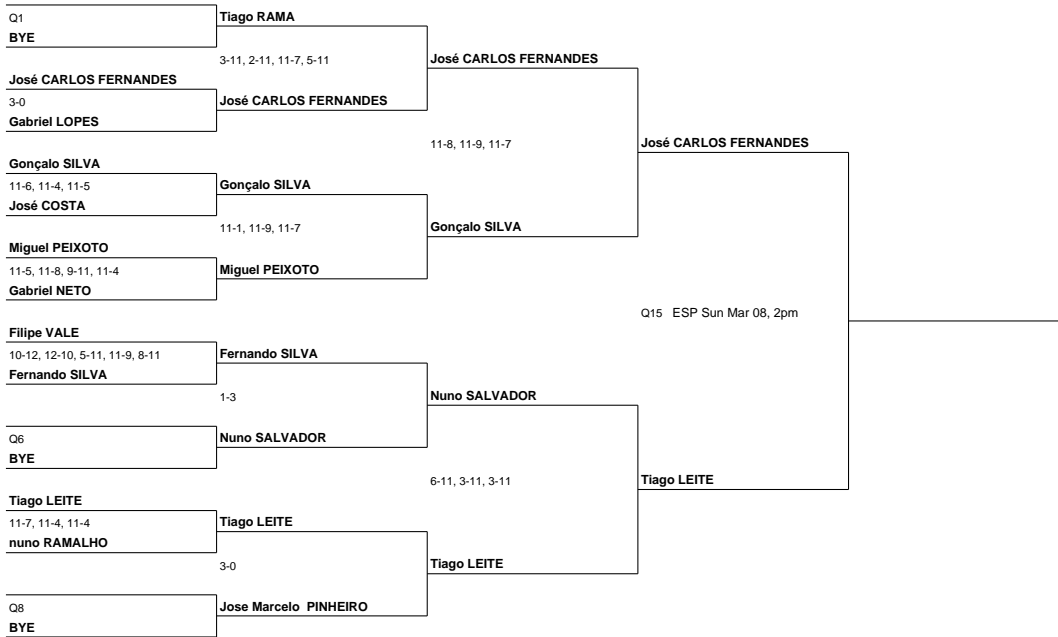 Q1
BYE
Tiago RAMA
3-11, 2-11, 11-7, 5-11
José CARLOS FERNANDES
José CARLOS FERNANDES
3-0
Gabriel LOPES
José CARLOS FERNANDES
11-8, 11-9, 11-7
José CARLOS FERNANDES
Gonçalo SILVA
11-6, 11-4, 11-5
José COSTA
Gonçalo SILVA
11-1, 11-9, 11-7
Gonçalo SILVA
Miguel PEIXOTO
11-5, 11-8, 9-11, 11-4
Gabriel NETO
Miguel PEIXOTO
Q15 ESP Sun Mar 08, 2pm
Filipe VALE
10-12, 12-10, 5-11, 11-9, 8-11
Fernando SILVA
Fernando SILVA
1-3
Nuno SALVADOR
Q6
BYE
Nuno SALVADOR
6-11, 3-11, 3-11
Tiago LEITE
Tiago LEITE
11-7, 11-4, 11-4
nuno RAMALHO
Tiago LEITE
3-0
Tiago LEITE
Q8
BYE
Jose Marcelo PINHEIRO